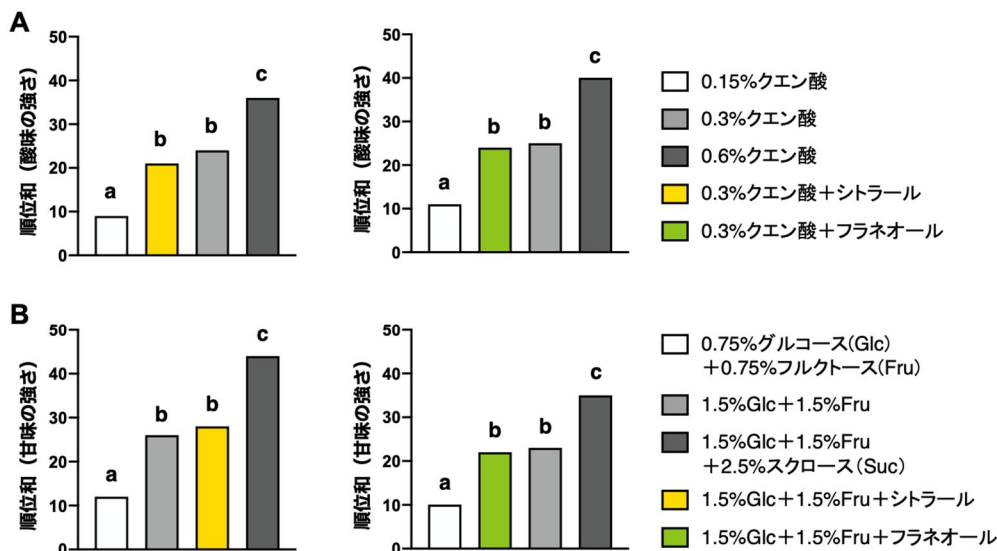 A
順位和（酸味の強さ）
50
40
30
20
10
0
a
b
b
c
順位和（酸味の強さ）
50
40
30
20
10
0
a
b
b
c
0.15%クエン酸
0.3%クエン酸
0.6%クエン酸
0.3%クエン酸＋シトラール
0.3%クエン酸＋フラネオール
B
順位和（甘味の強さ）
50
40
30
20
10
0
a
b
b
c
順位和（甘味の強さ）
50
40
30
20
10
0
a
b
b
c
0.75%グルコース(Glc)
＋0.75%フルクトース(Fru)
1.5%Glc＋1.5%Fru
1.5%Glc＋1.5%Fru
＋2.5%スクロース(Suc)
1.5%Glc＋1.5%Fru＋シトラール
1.5%Glc＋1.5%Fru＋フラネオール